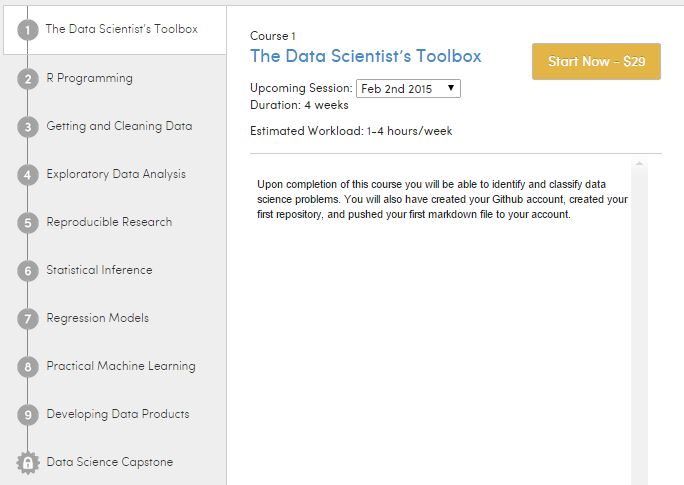 1 The Data Scientist's Toolbox
2 R Programming
3 Getting and Cleaning Data
4 Exploratory Data Analysis
5 Reproducible Research
6 Statistical Inference
7 Regression Models
8 Practical Machine Learning
9 Developing Data Products
Data Science Capstone
Course 1
The Data Scientist's Toolbox
Start Now - $29
Upcoming Session: Feb 2nd 2015
Duration: 4 weeks
Estimated Workload: 1-4 hours/week
Upon completion of this course you will be able to identify and classify data
science problems. You will also have created your Github account, created your
first repository, and pushed your first markdown file to your account.